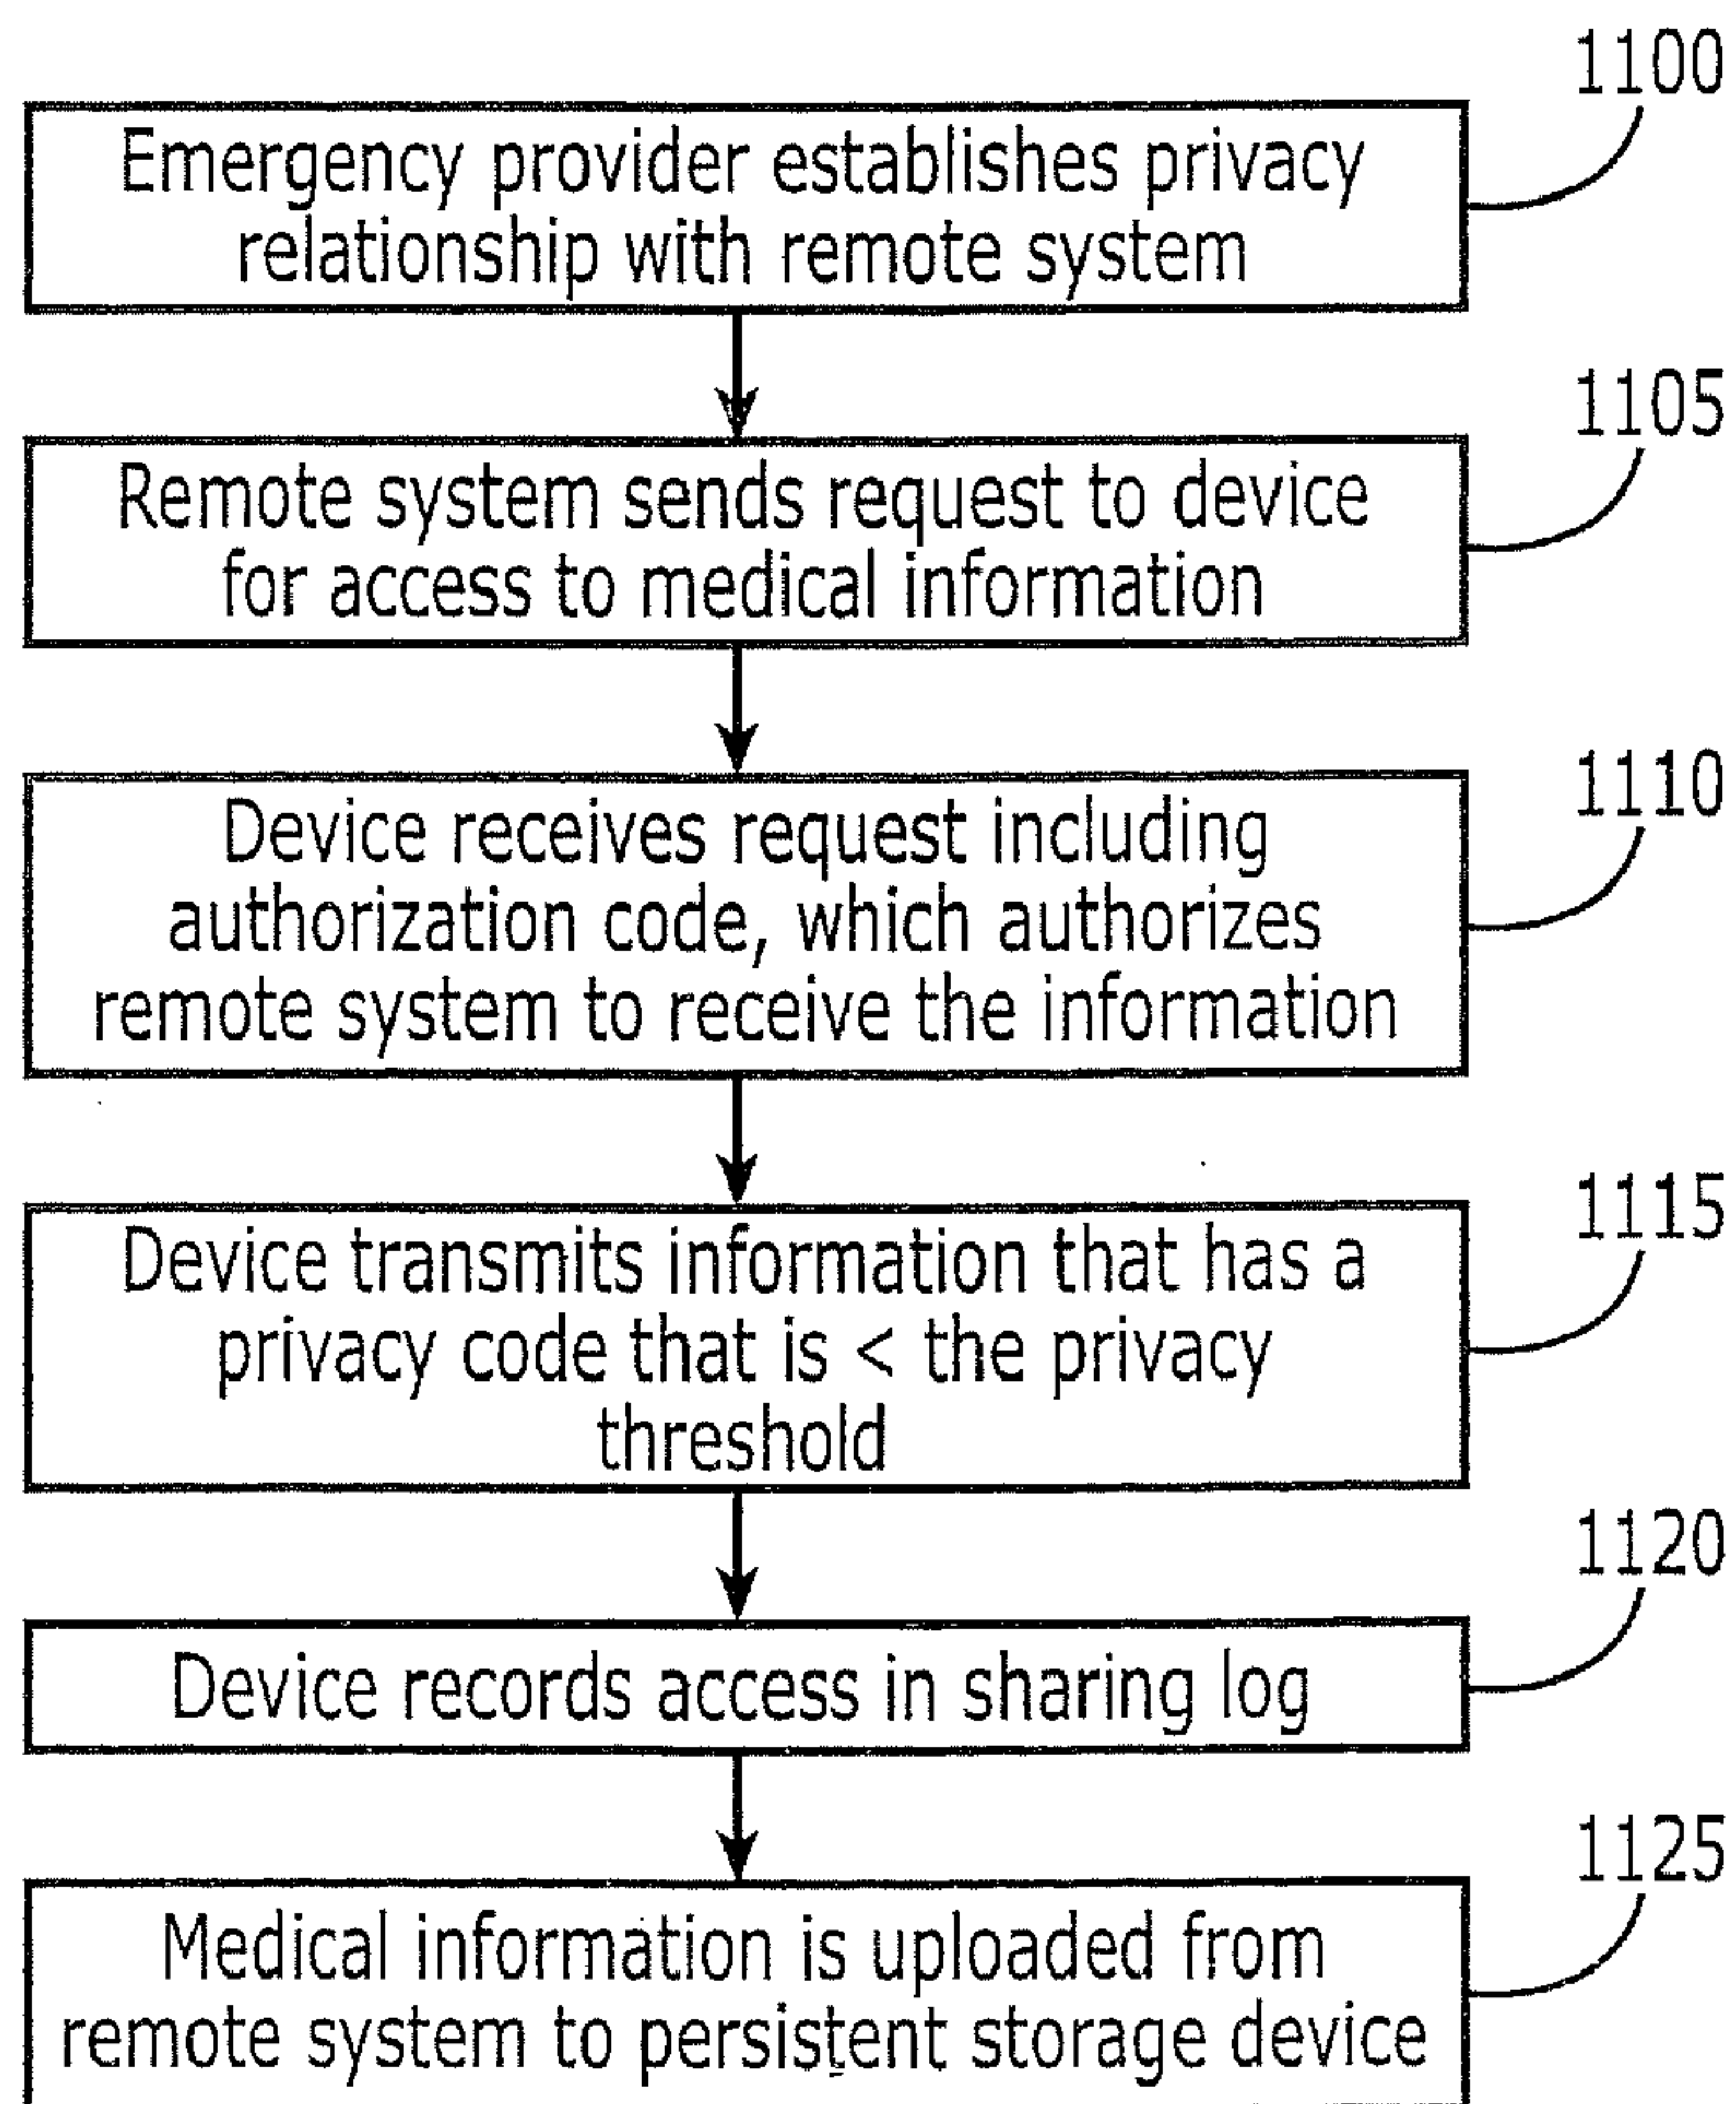 1100
Emergency provider establishes privacy
relationship with remote system
1105
Remote system sends request to device
for access to medical information
1110
Device receives request including
authorization code, which authorizes
remote system to receive the information
1115
Device transmits information that has a
privacy code that is < the privacy
threshold
1120
Device records access in sharing log
1125
Medical information is uploaded from
remote system to persistent storage device